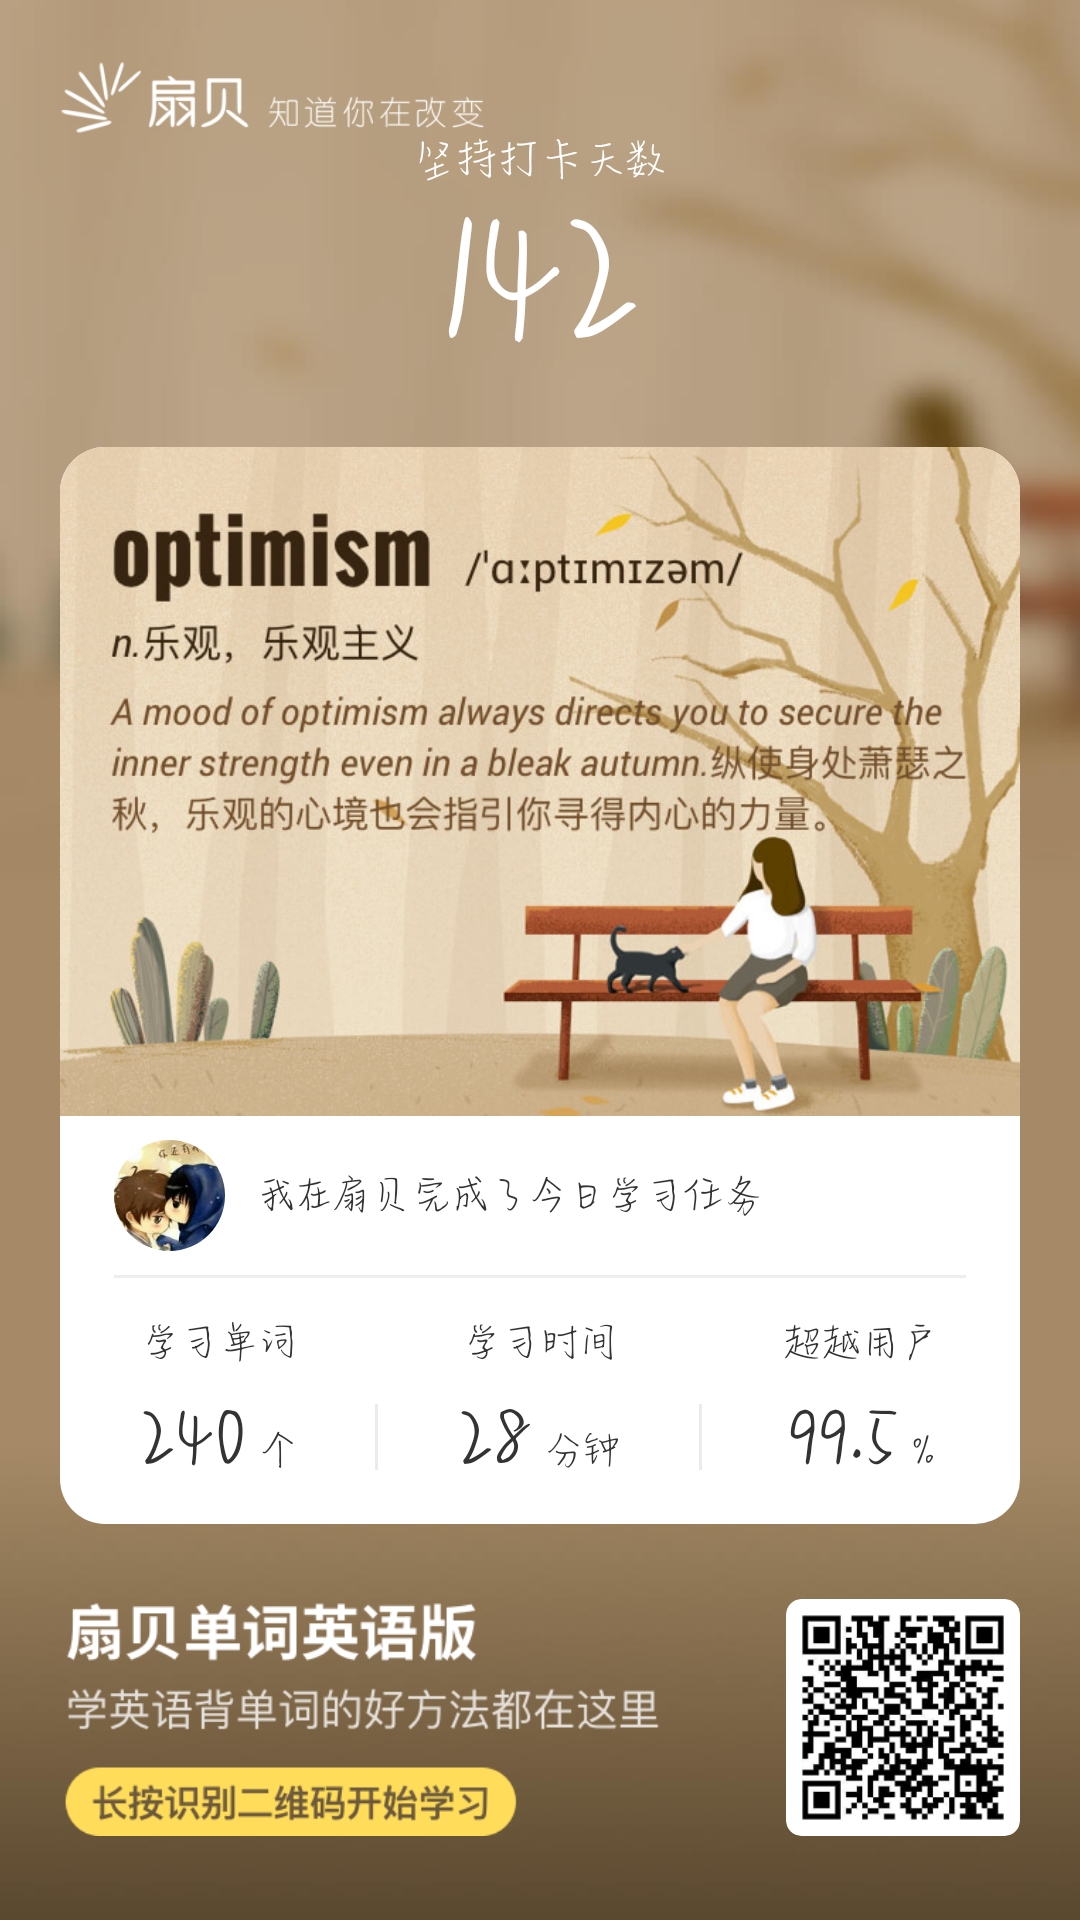 扇贝 知道你在改变
坚持打卡天数
142
optimism /ˈɑːptɪmɪzəm/
n.乐观，乐观主义
A mood of optimism always directs you to secure the
inner strength even in a bleak autumn.纵使身处萧瑟之
秋，乐观的心境也会指引你寻得内心的力量。
我在扇贝完成了今日学习任务
学习单词 学习时间 超越用户
240 个 28 分钟 99.5 %
扇贝单词英语版
学英语背单词的好方法都在这里
长按识别二维码开始学习